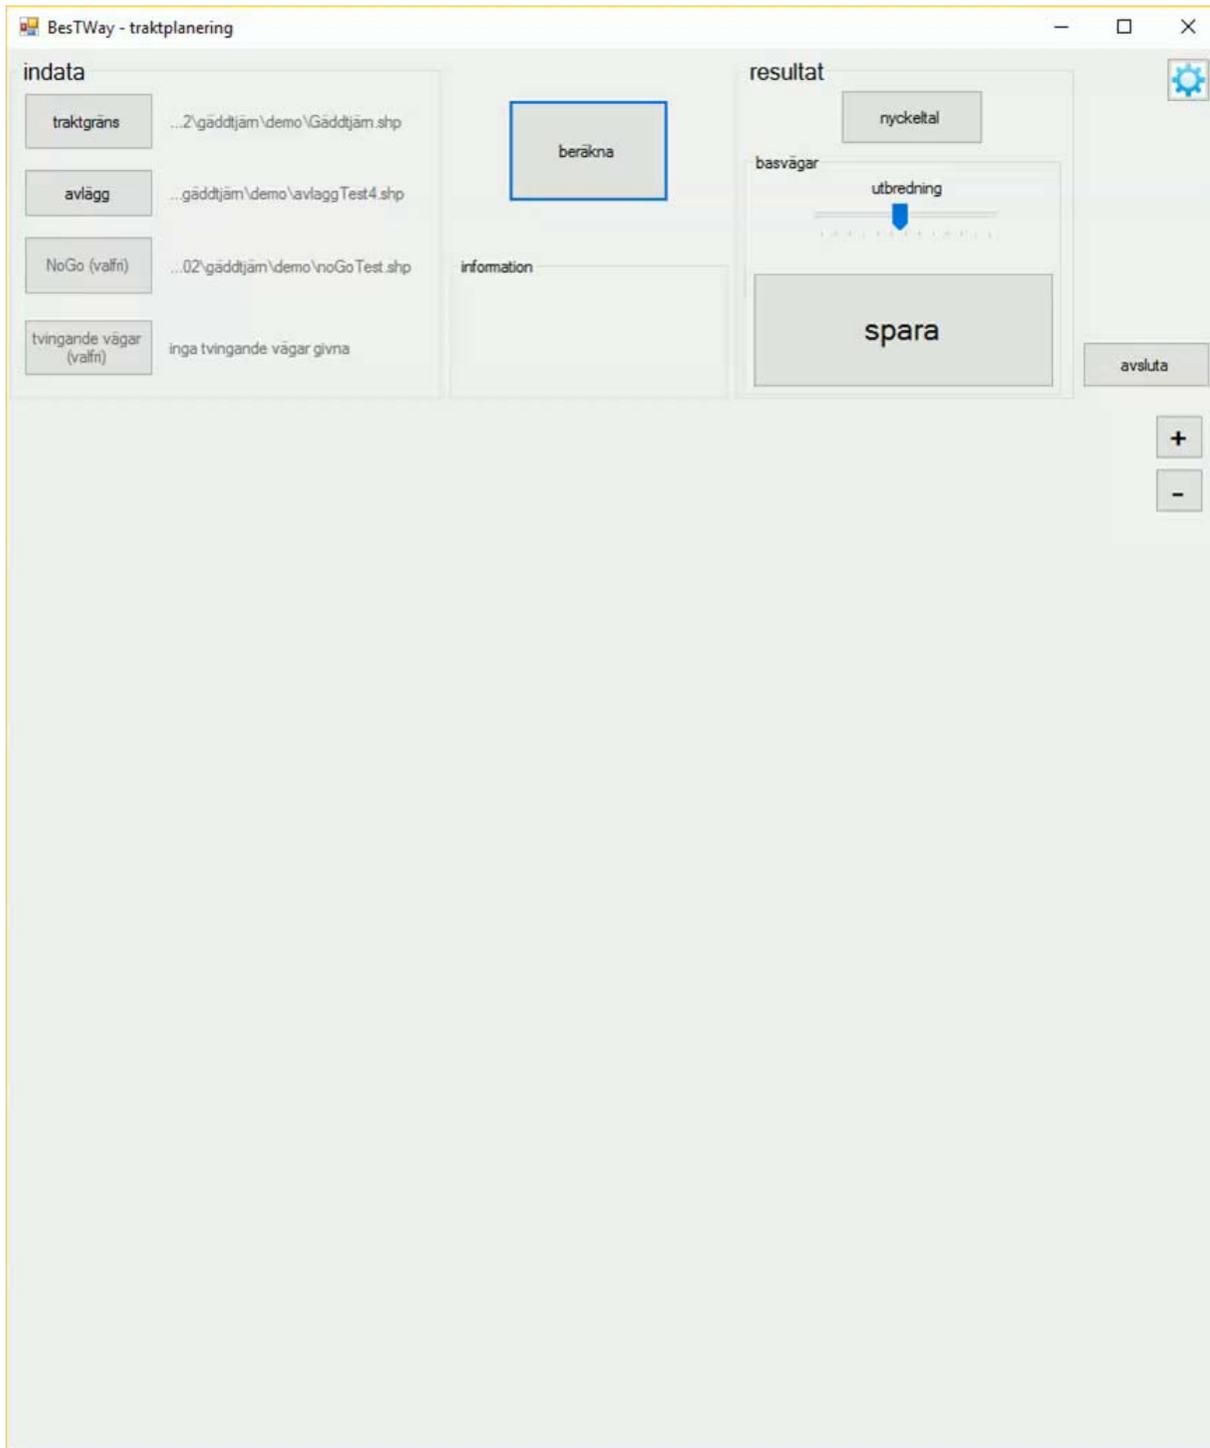 BesTWay - traktplanering
indata
traktgräns
...2\gäddtjärn\demo\Gäddtjärn.shp
avlägg
...gäddtjärn\demo\avlaggTest4.shp
NoGo (valfri)
...02\gäddtjärn\demo\noGoTest.shp
tvingande vägar
(valfri)
inga tvingande vägar givna
beräkna
information
resultat
nyckeltal
basvägar
utbredning
spara
avsluta
+
-